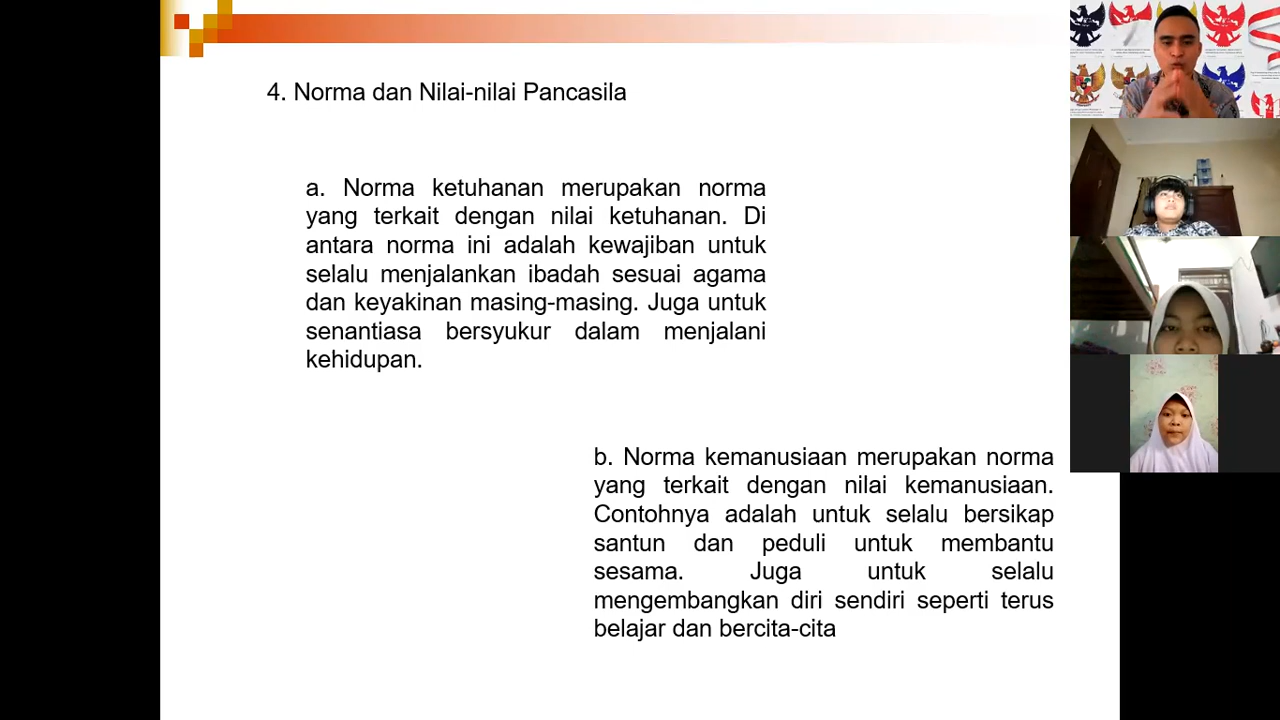 4. Norma dan Nilai-nilai Pancasila
a. Norma ketuhanan merupakan norma
yang terkait dengan nilai ketuhanan. Di
antara norma ini adalah kewajiban untuk
selalu menjalankan ibadah sesuai agama
dan keyakinan masing-masing. Juga untuk
senantiasa bersyukur dalam menjalani
kehidupan.
b. Norma kemanusiaan merupakan norma
yang terkait dengan nilai kemanusiaan.
Contohnya adalah untuk selalu bersikap
santun dan peduli untuk membantu
sesama. Juga untuk selalu
mengembangkan diri sendiri seperti terus
belajar dan bercita-cita